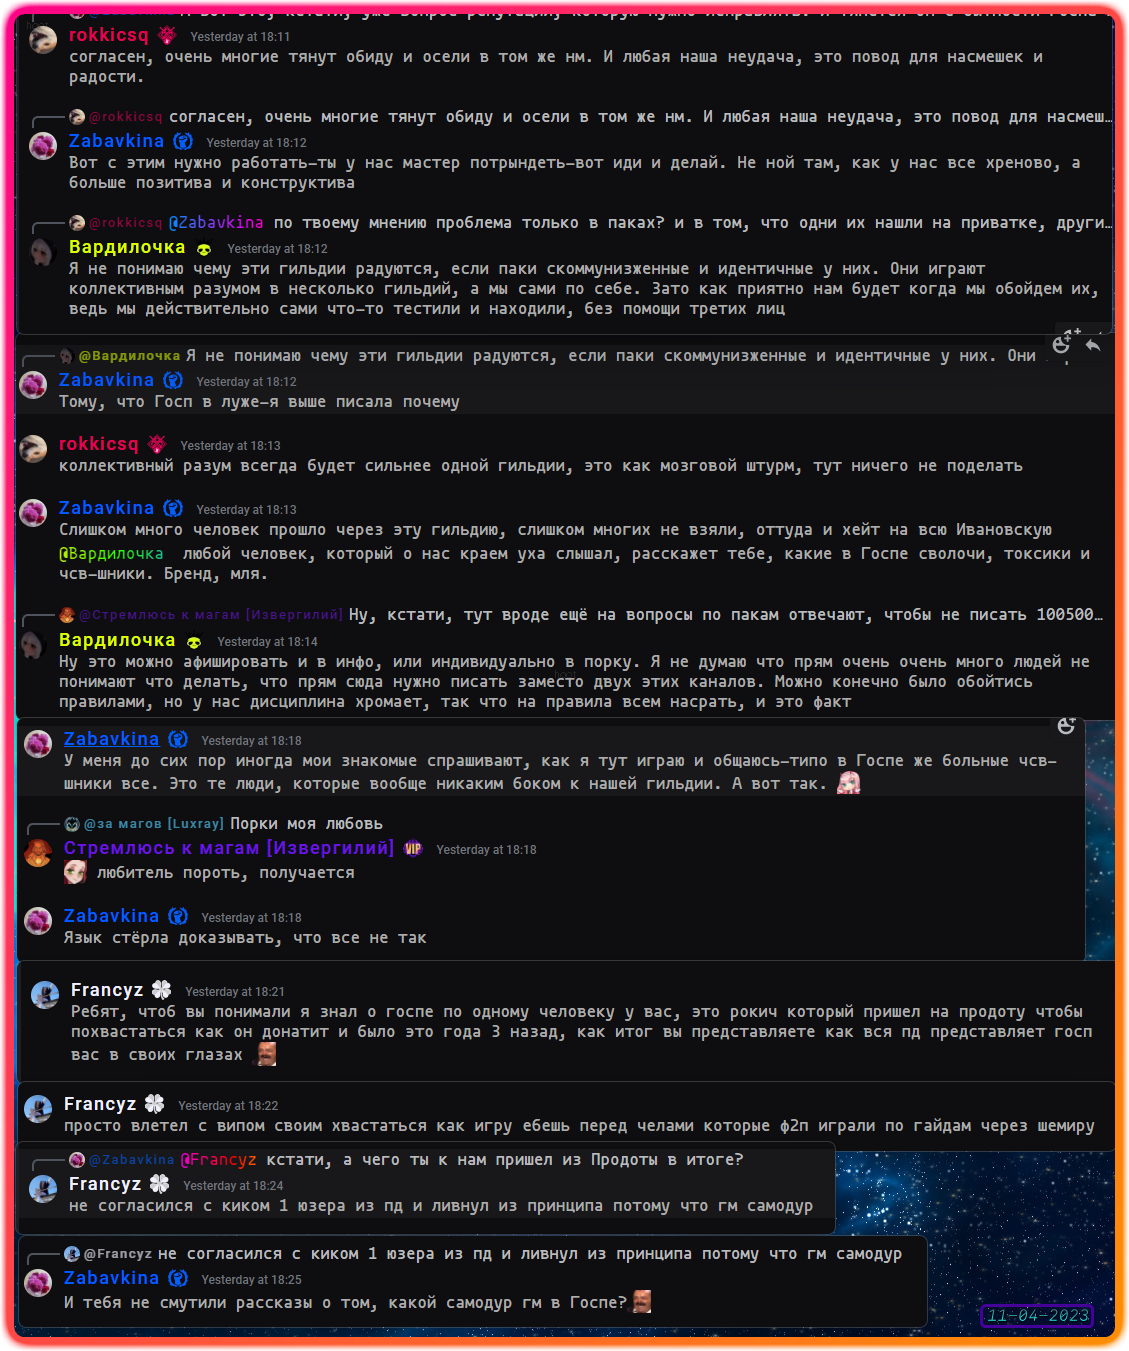 rokkicsq Yesterday at 18:11
согласен, очень многие тянут обиду и осели в том же нм. И любая наша неудача, это повод для насмешек и
радости.
@rokkicsq согласен, очень многие тянут обиду и осели в том же нм. И любая наша неудача, это повод для насмеш…
Zabavkina Yesterday at 18:12
Вот с этим нужно работать-ты у нас мастер потрындеть-вот иди и делай. Не ной там, как у нас все хреново, а
больше позитива и конструктива
@rokkicsq @Zabavkina по твоему мнению проблема только в паках? и в том, что одни их нашли на приватке, други…
Вардилочка Yesterday at 18:12
Я не понимаю чему эти гильдии радуются, если паки скоммунизженные и идентичные у них. Они играют
коллективным разумом в несколько гильдий, а мы сами по себе. Зато как приятно нам будет когда мы обойдем их,
ведь мы действительно сами что-то тестили и находили, без помощи третих лиц
@Вардилочка Я не понимаю чему эти гильдии радуются, если паки скоммунизженные и идентичные у них. Они
Zabavkina Yesterday at 18:12
Тому, что Госп в луже-я выше писала почему
rokkicsq Yesterday at 18:13
коллективный разум всегда будет сильнее одной гильдии, это как мозговой штурм, тут ничего не поделать
Zabavkina Yesterday at 18:13
Слишком много человек прошло через эту гильдию, слишком многих не взяли, оттуда и хейт на всю Ивановскую
@Вардилочка любой человек, который о нас краем уха слышал, расскажет тебе, какие в Госпе сволочи, токсики и
чсв-шники. Бренд, мля.
@Стремлюсь к магам [Извергилий] Ну, кстати, тут вроде ещё на вопросы по пакам отвечают, чтобы не писать 100500…
Вардилочка Yesterday at 18:14
Ну это можно афишировать и в инфо, или индивидуально в порку. Я не думаю что прям очень очень много людей не
понимают что делать, что прям сюда нужно писать заместо двух этих каналов. Можно конечно было обойтись
правилами, но у нас дисциплина хромает, так что на правила всем насрать, и это факт
Zabavkina Yesterday at 18:18
У меня до сих пор иногда мои знакомые спрашивают, как я тут играю и общаюсь-типо в Госпе же больные чсв-
шники все. Это те люди, которые вообще никаким боком к нашей гильдии. А вот так.
@за магов [Luxray] Порки моя любовь
Стремлюсь к магам [Извергилий] VIP Yesterday at 18:18
любитель пороть, получается
Zabavkina Yesterday at 18:18
Язык стёрла доказывать, что все не так
Francyz Yesterday at 18:21
Ребят, чтоб вы понимали я знал о госпе по одному человеку у вас, это рокич который пришел на продоту чтобы
похвастаться как он донатит и было это года 3 назад, как итог вы представляете как вся пд представляет госп
вас в своих глазах
Francyz Yesterday at 18:22
просто влетел с випом своим хвастаться как игру ебешь перед челами которые ф2п играли по гайдам через шемиру
@Zabavkina @Francyz кстати, а чего ты к нам пришел из Продоты в итоге?
Francyz Yesterday at 18:24
не согласился с киком 1 юзера из пд и ливнул из принципа потому что гм самодур
@Francyz не согласился с киком 1 юзера из пд и ливнул из принципа потому что гм самодур
Zabavkina Yesterday at 18:25
И тебя не смутили рассказы о том, какой самодур гм в Госпе?
11-04-2023